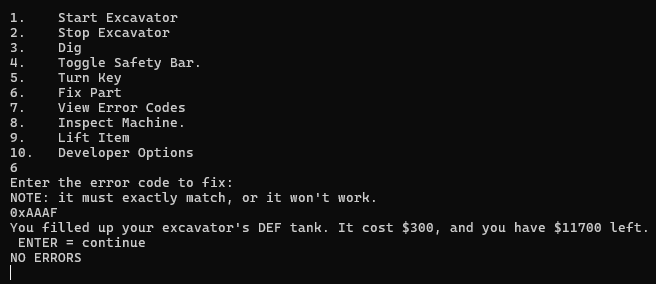 1.    Start Excavator
2.    Stop Excavator
3.    Dig
4.    Toggle Safety Bar.
5.    Turn Key
6.    Fix Part
7.    View Error Codes
8.    Inspect Machine.
9.    Lift Item
10.   Developer Options
6
Enter the error code to fix:
NOTE: it must exactly match, or it won't work.
0xAAAF
You filled up your excavator's DEF tank. It cost $300, and you have $11700 left.
 ENTER = continue
NO ERRORS